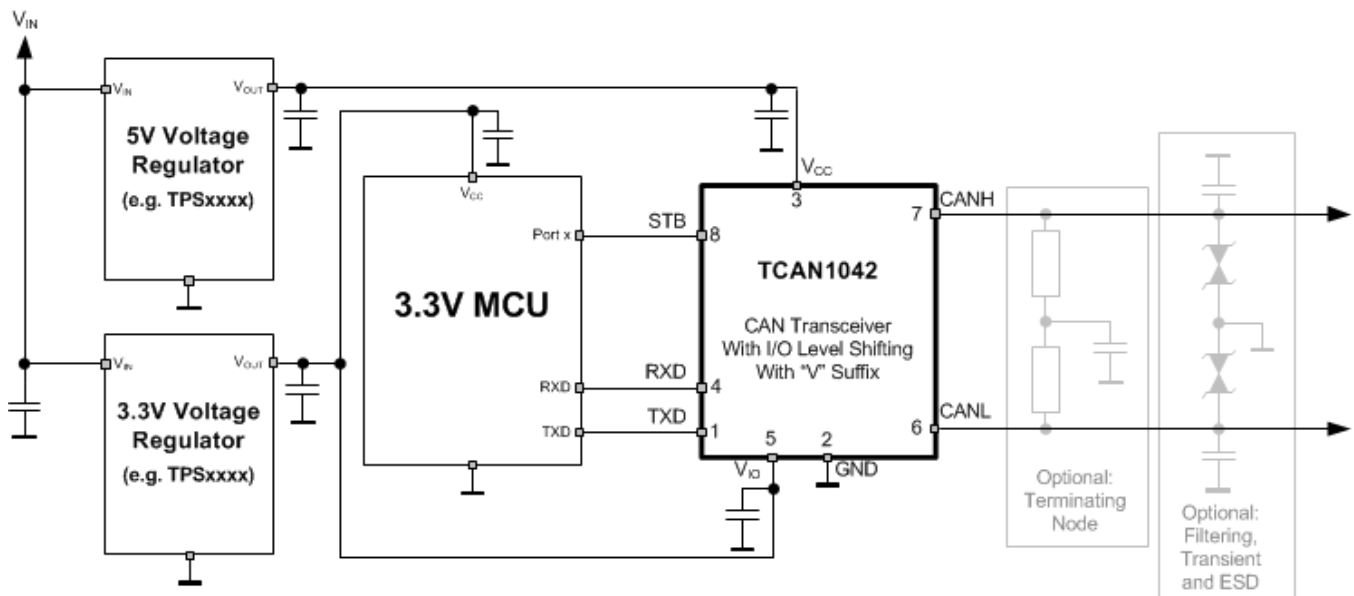 VIN
VIN
VOUT
5V Voltage
Regulator
(e.g. TPSxxxx)
VIN
VOUT
3.3V Voltage
Regulator
(e.g. TPSxxxx)
VCC
Port x
3.3V MCU
RXD
TXD
STB
RXD
TXD
VCC
3
8
4
1
TCAN1042
CAN Transceiver
With I/O Level Shifting
With "V" Suffix
5
2
VIO
GND
7
6
CANH
CANL
Optional:
Terminating
Node
Optional:
Filtering,
Transient
and ESD